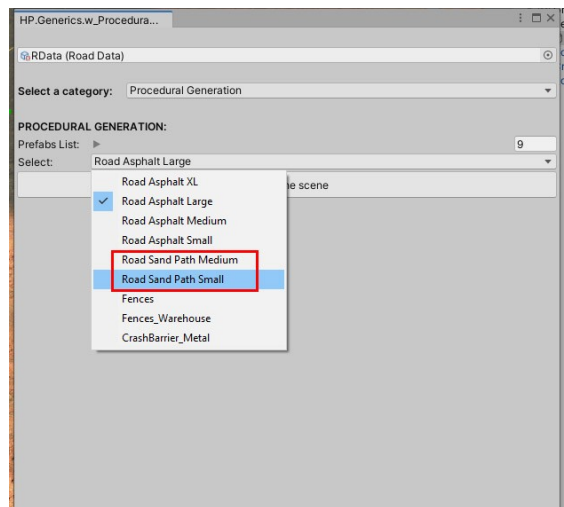 HP.Generics.w_Procedura...
RData (Road Data)
Select a category: Procedural Generation
PROCEDURAL GENERATION:
Prefabs List: 9
Select: Road Asphalt Large
Road Asphalt XL
he scene
Road Asphalt Large
Road Asphalt Medium
Road Asphalt Small
Road Sand Path Medium
Road Sand Path Small
Fences
Fences_Warehouse
CrashBarrier_Metal